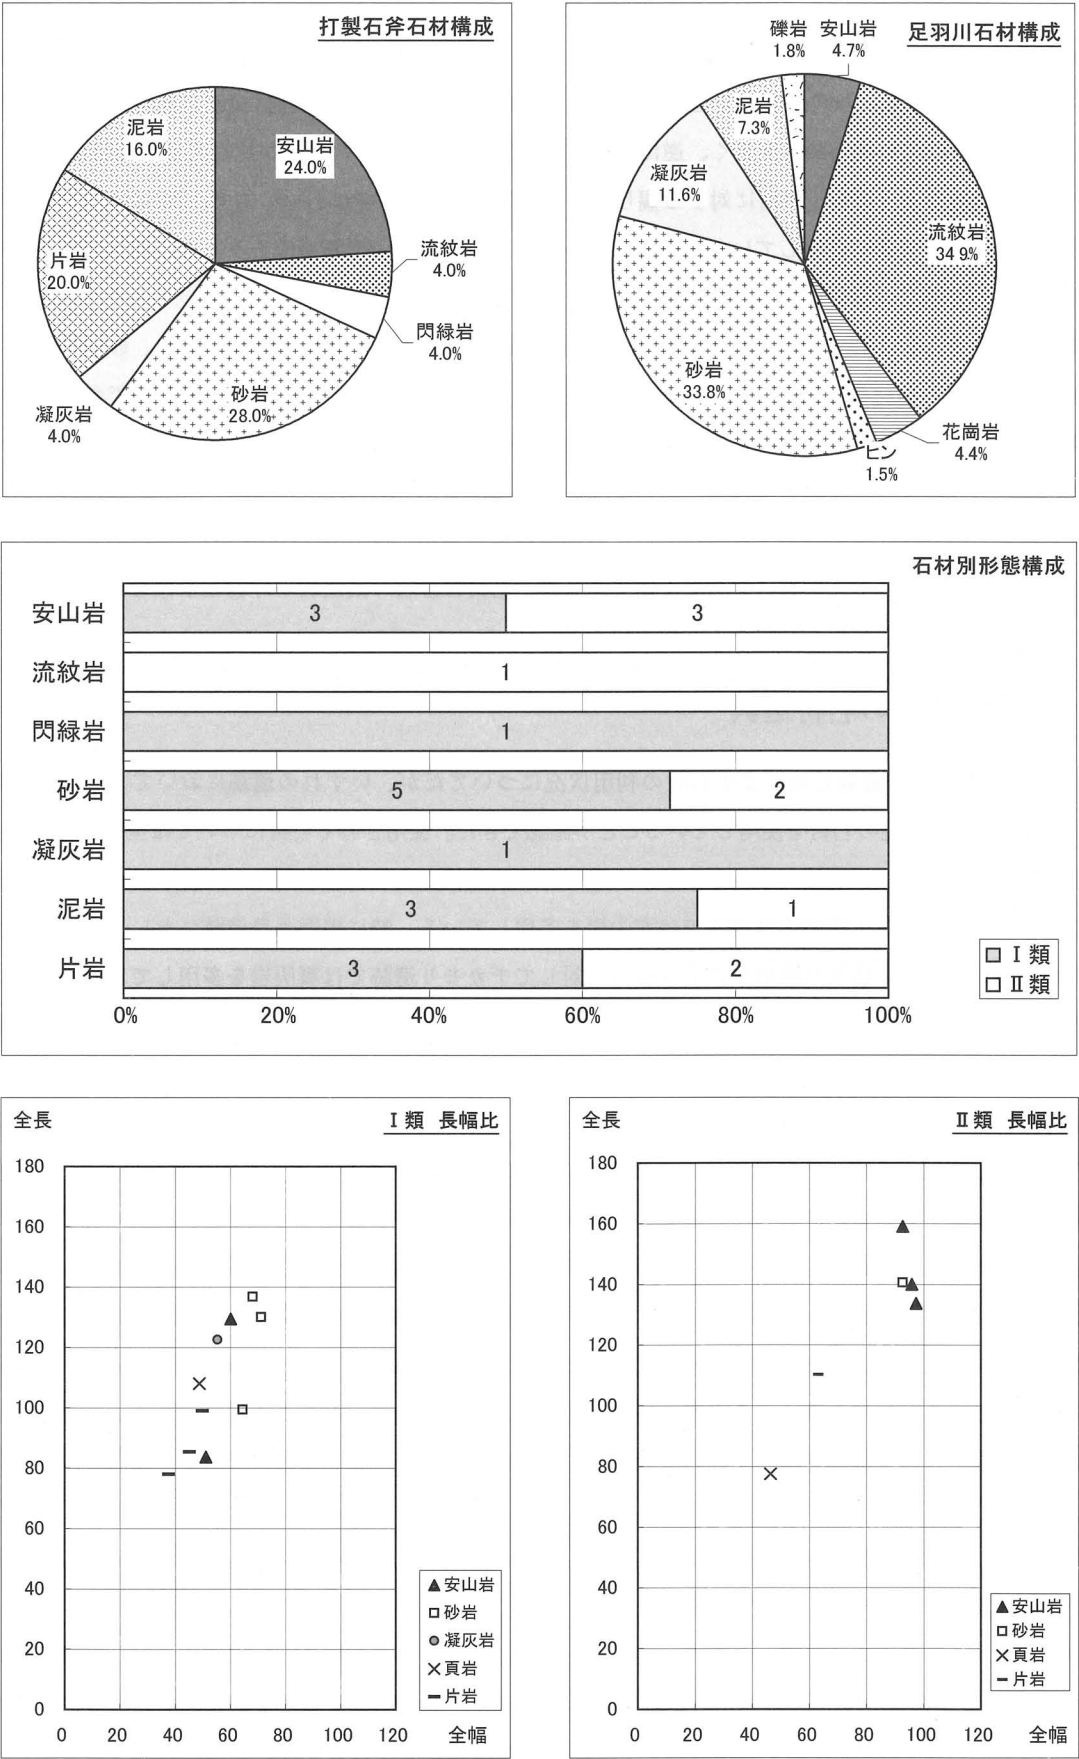 打製石斧石材構成
安山岩
24.0%
流紋岩
4.0%
閃緑岩
4.0%
砂岩
28.0%
凝灰岩
4.0%
片岩
20.0%
泥岩
16.0%
足羽川石材構成
礫岩
1.8%
安山岩
4.7%
流紋岩
34.9%
花崗岩
4.4%
ヒン
1.5%
砂岩
33.8%
凝灰岩
11.6%
泥岩
7.3%
石材別形態構成
安山岩 3 3
流紋岩 1
閃緑岩 1
砂岩 5 2
凝灰岩 1
泥岩 3 1
片岩 3 2
0% 20% 40% 60% 80% 100%
Ⅰ類
Ⅱ類
全長 Ⅰ類 長幅比
180
160
140
120
100
80
60
40
20
0
0 20 40 60 80 100 120 全幅
安山岩
砂岩
凝灰岩
頁岩
片岩
全長 Ⅱ類 長幅比
180
160
140
120
100
80
60
40
20
0
0 20 40 60 80 100 120 全幅
安山岩
砂岩
頁岩
片岩